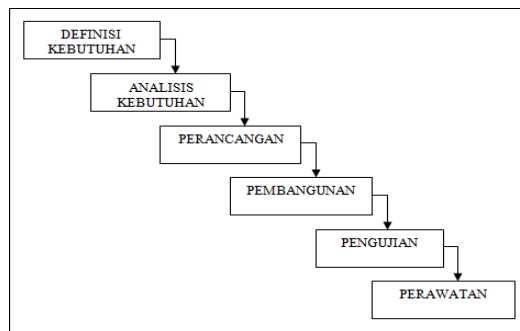 DEFINISI
KEBUTUHAN
ANALISIS
KEBUTUHAN
PERANCANGAN
PEMBANGUNAN
PENGUJIAN
PERAWATAN